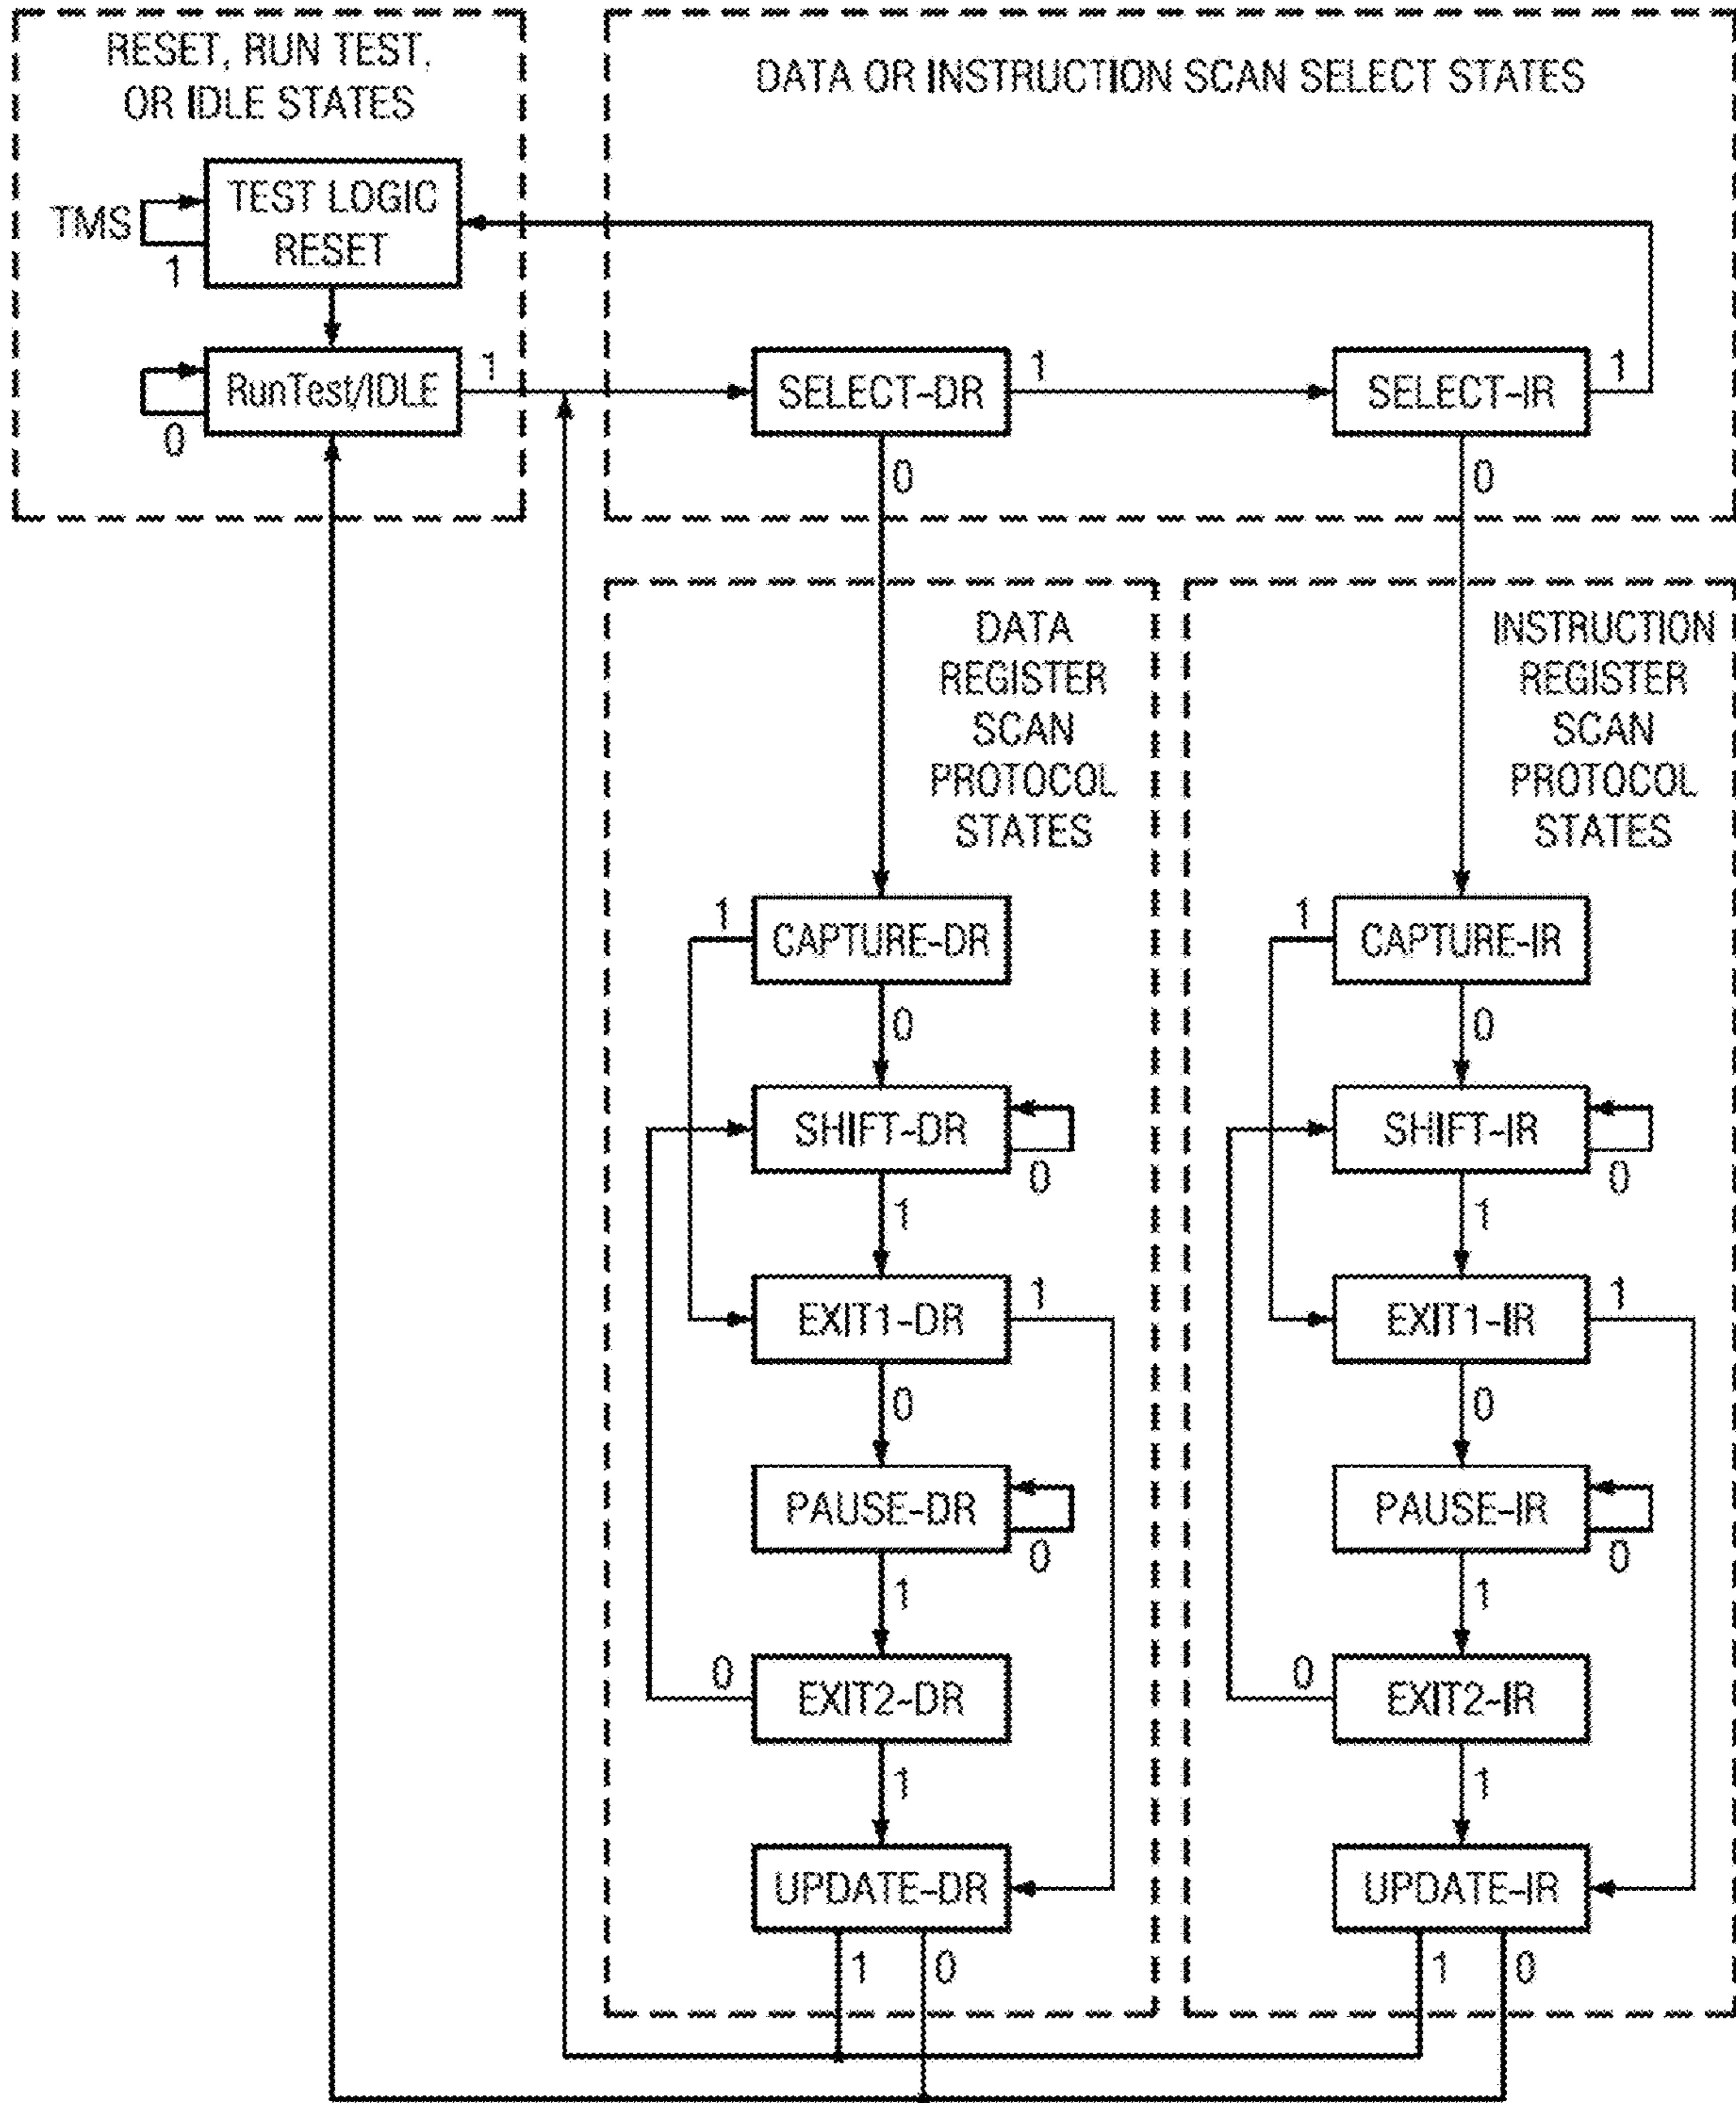 RESET, RUN TEST,
OR IDLE STATES
DATA OR INSTRUCTION SCAN SELECT STATES
TMS
TEST LOGIC
RESET
1
RunTest/IDLE
1
0
SELECT-DR
1
0
SELECT-IR
1
0
DATA
REGISTER
SCAN
PROTOCOL
STATES
1
CAPTURE-DR
0
SHIFT-DR
0
1
EXIT1-DR
1
0
PAUSE-DR
0
1
0
EXIT2-DR
1
UPDATE-DR
1
0
INSTRUCTION
REGISTER
SCAN
PROTOCOL
STATES
1
CAPTURE-IR
0
SHIFT-IR
0
1
EXIT1-IR
1
0
PAUSE-IR
0
1
0
EXIT2-IR
1
UPDATE-IR
1
0